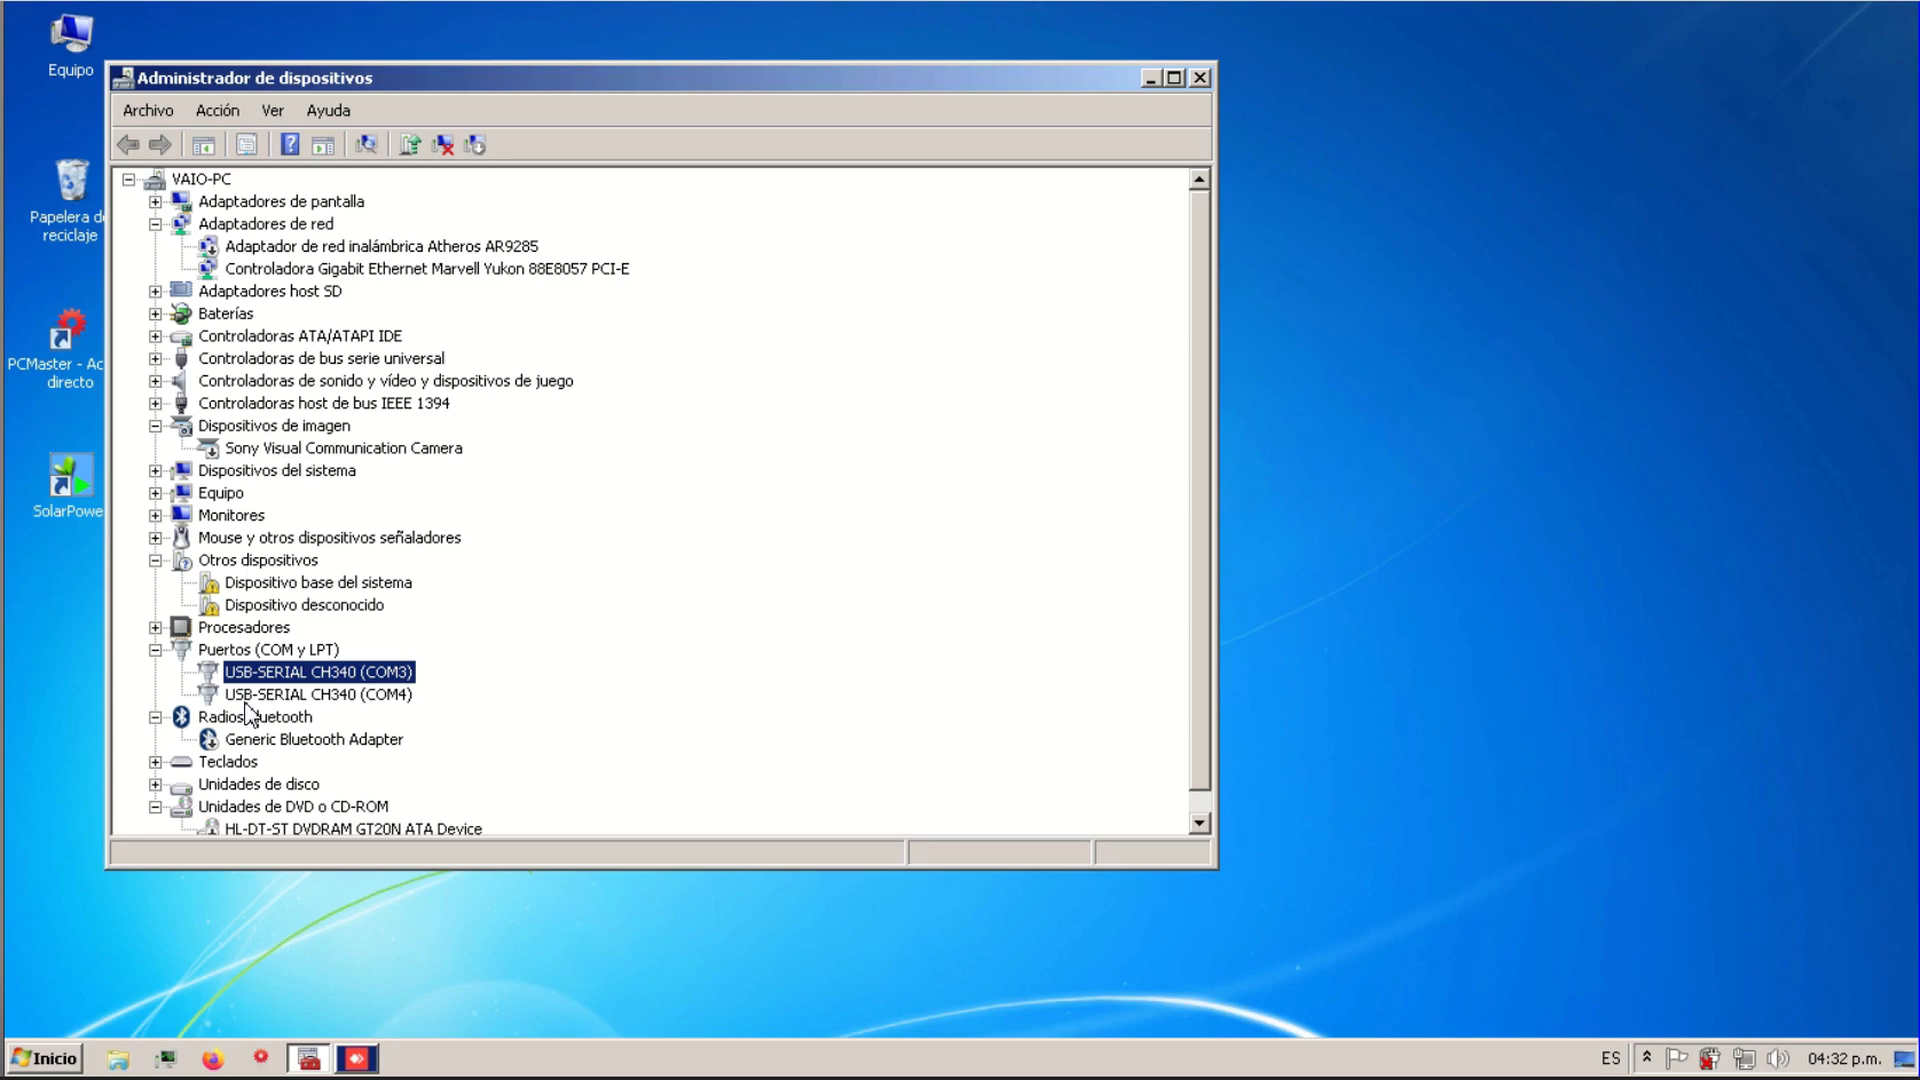 Equipo
Papelera d
reciclaje
PCMaster - Ac
directo
SolarPowe
Administrador de dispositivos
Archivo Acción Ver Ayuda
VAIO-PC
Adaptadores de pantalla
Adaptadores de red
Adaptador de red inalámbrica Atheros AR9285
Controladora Gigabit Ethernet Marvell Yukon 88E8057 PCI-E
Adaptadores host SD
Baterías
Controladoras ATA/ATAPI IDE
Controladoras de bus serie universal
Controladoras de sonido y vídeo y dispositivos de juego
Controladoras host de bus IEEE 1394
Dispositivos de imagen
Sony Visual Communication Camera
Dispositivos del sistema
Equipo
Monitores
Mouse y otros dispositivos señaladores
Otros dispositivos
Dispositivo base del sistema
Dispositivo desconocido
Procesadores
Puertos (COM y LPT)
USB-SERIAL CH340 (COM3)
USB-SERIAL CH340 (COM4)
Radios uetooth
Generic Bluetooth Adapter
Teclados
Unidades de disco
Unidades de DVD o CD-ROM
HL-DT-ST DVDRAM GT20N ATA Device
Inicio
ES
04:32 p.m.